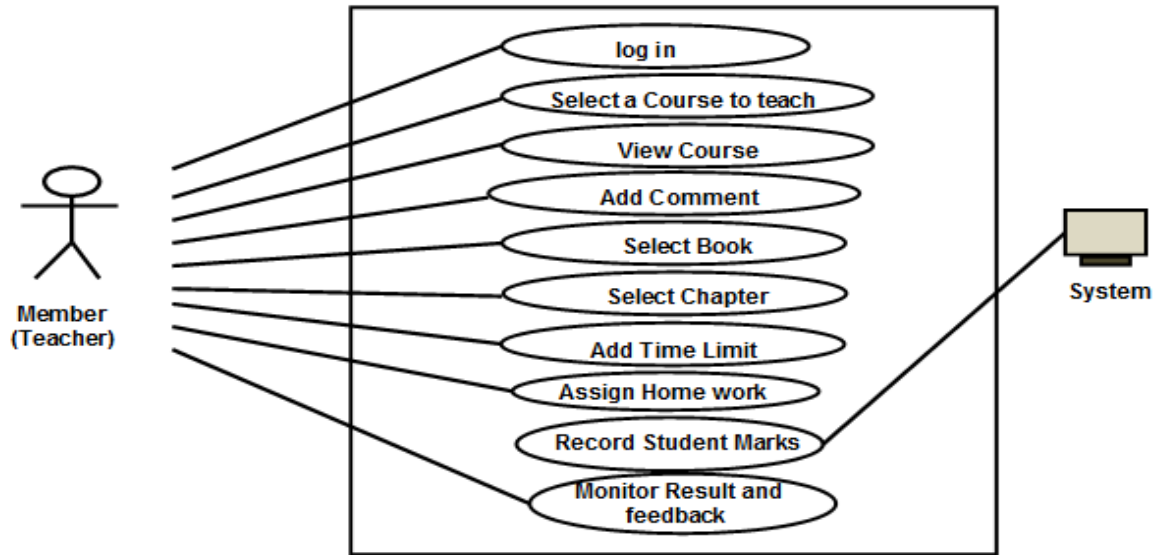 log in
Select a Course to teach
View Course
Add Comment
Select Book
Select Chapter
Add Time Limit
Assign Home work
Record Student Marks
Monitor Result and
feedback
Member
(Teacher)
System